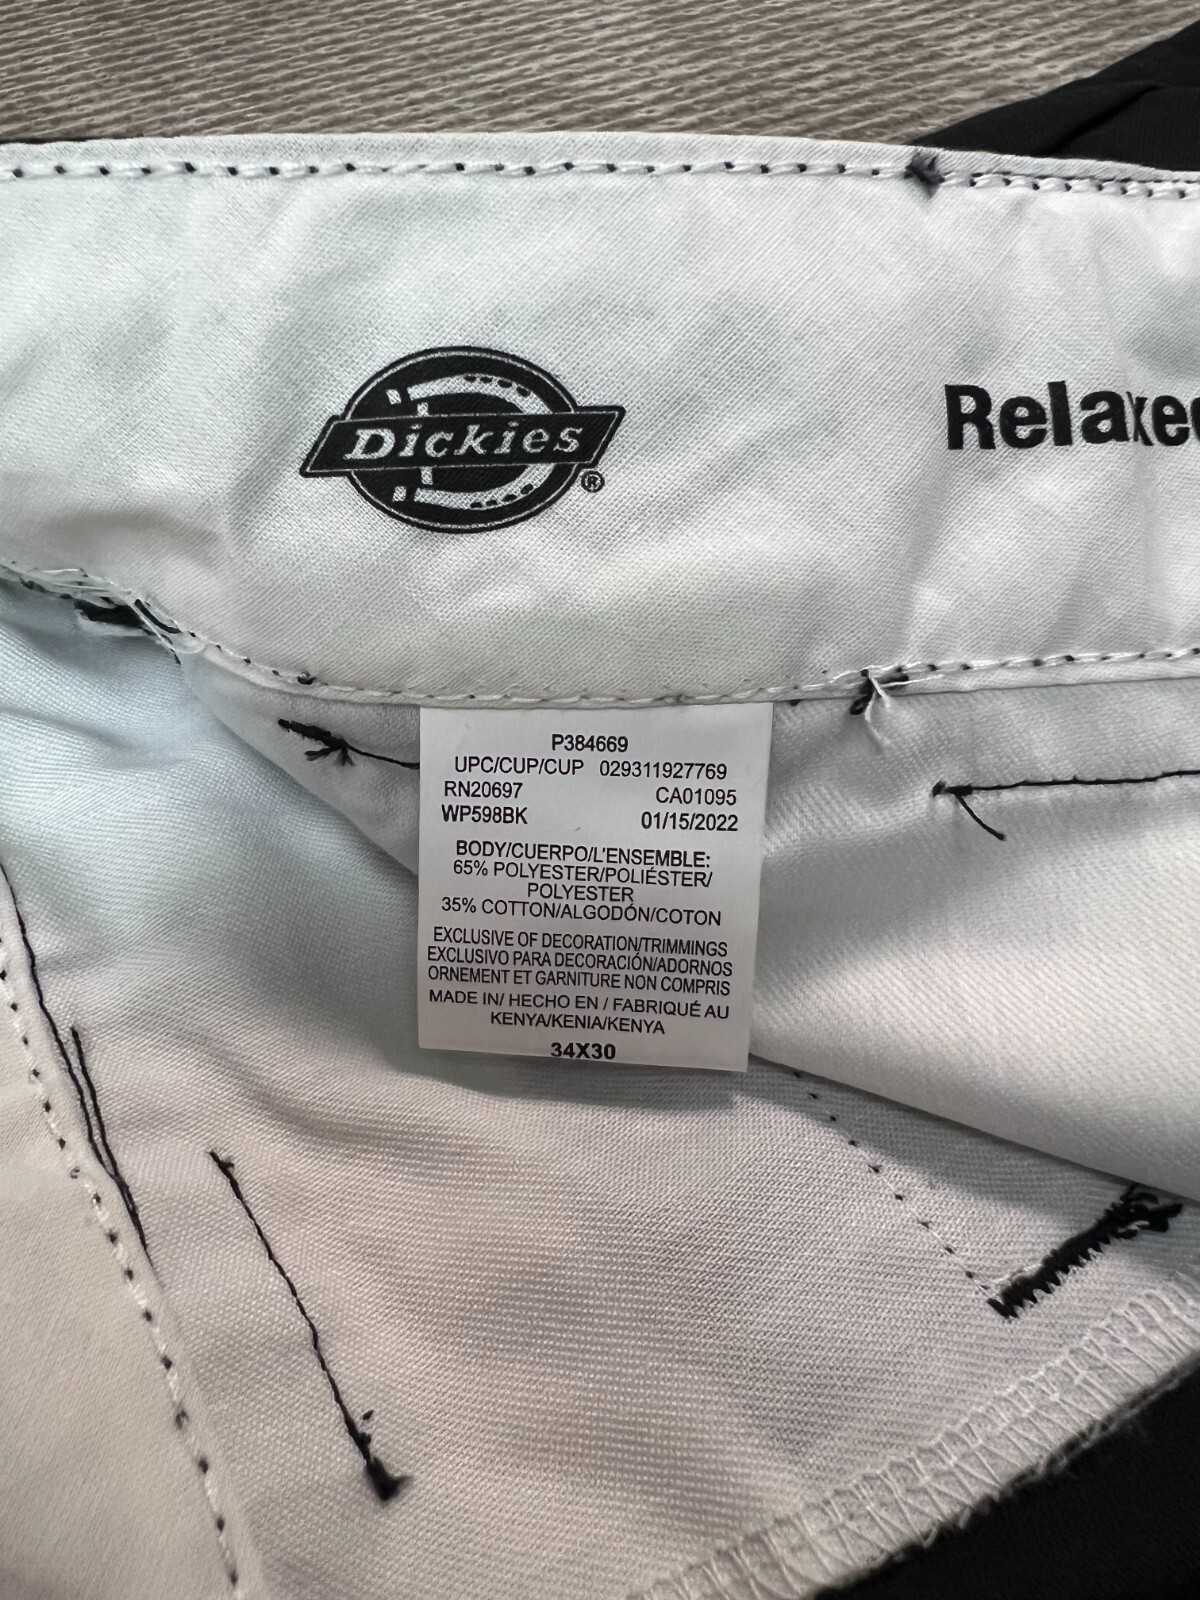 Dickies®
Relaxed
P384669
UPC/CUP/CUP 029311927769
RN20697 CA01095
WP598BK 01/15/2022
BODY/CUERPO/L'ENSEMBLE:
65% POLYESTER/POLIÉSTER/
POLYESTER
35% COTTON/ALGODÓN/COTON
EXCLUSIVE OF DECORATION/TRIMMINGS
EXCLUSIVO PARA DECORACIÓN/ADORNOS
ORNEMENT ET GARNITURE NON COMPRIS
MADE IN/ HECHO EN / FABRIQUÉ AU
KENYA/KENIA/KENYA
34X30